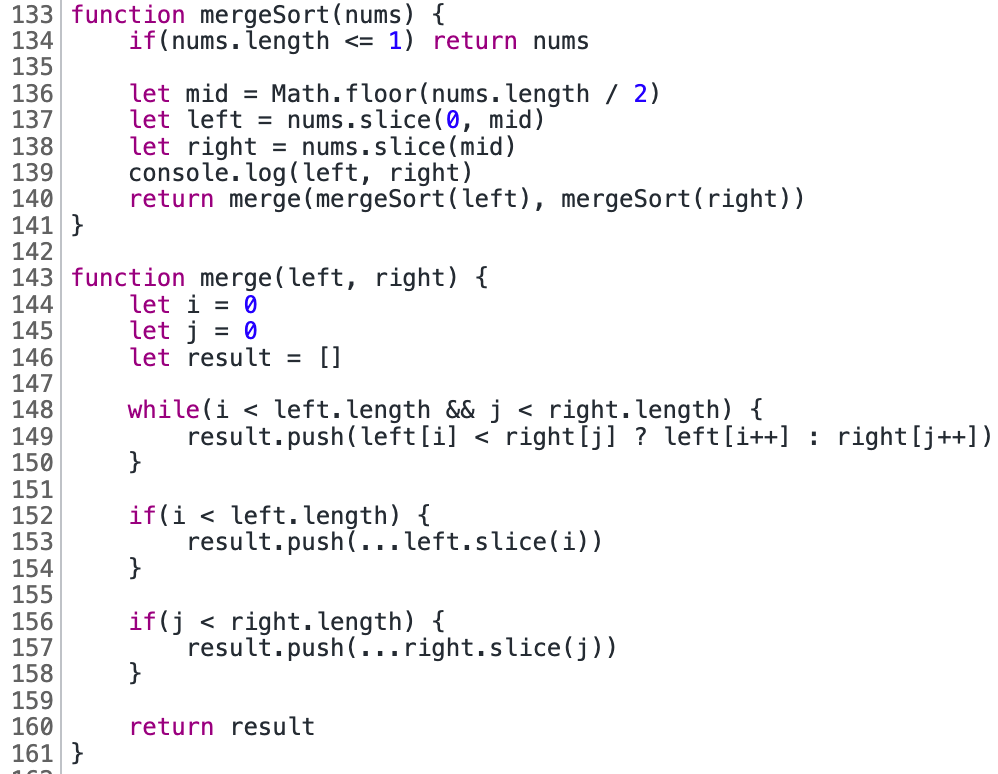 133 function mergeSort(nums) {
134     if(nums.length <= 1) return nums
135
136     let mid = Math.floor(nums.length / 2)
137     let left = nums.slice(0, mid)
138     let right = nums.slice(mid)
139     console.log(left, right)
140     return merge(mergeSort(left), mergeSort(right))
141 }
142
143 function merge(left, right) {
144     let i = 0
145     let j = 0
146     let result = []
147
148     while(i < left.length && j < right.length) {
149         result.push(left[i] < right[j] ? left[i++] : right[j++])
150     }
151
152     if(i < left.length) {
153         result.push(...left.slice(i))
154     }
155
156     if(j < right.length) {
157         result.push(...right.slice(j))
158     }
159
160     return result
161 }